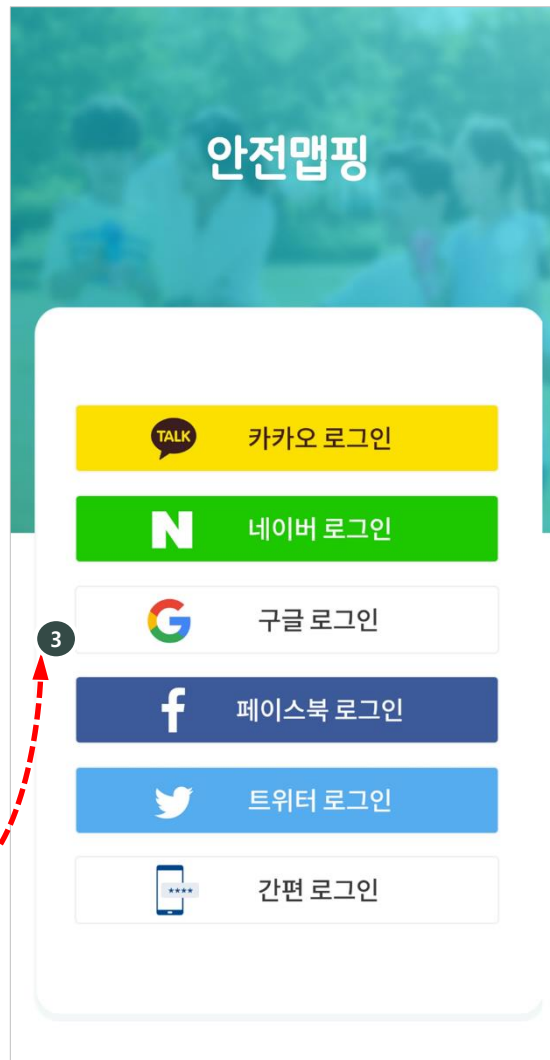 안전맵핑
TALK 카카오 로그인
N 네이버 로그인
G 구글 로그인
3
f 페이스북 로그인
트위터 로그인
**** 간편 로그인